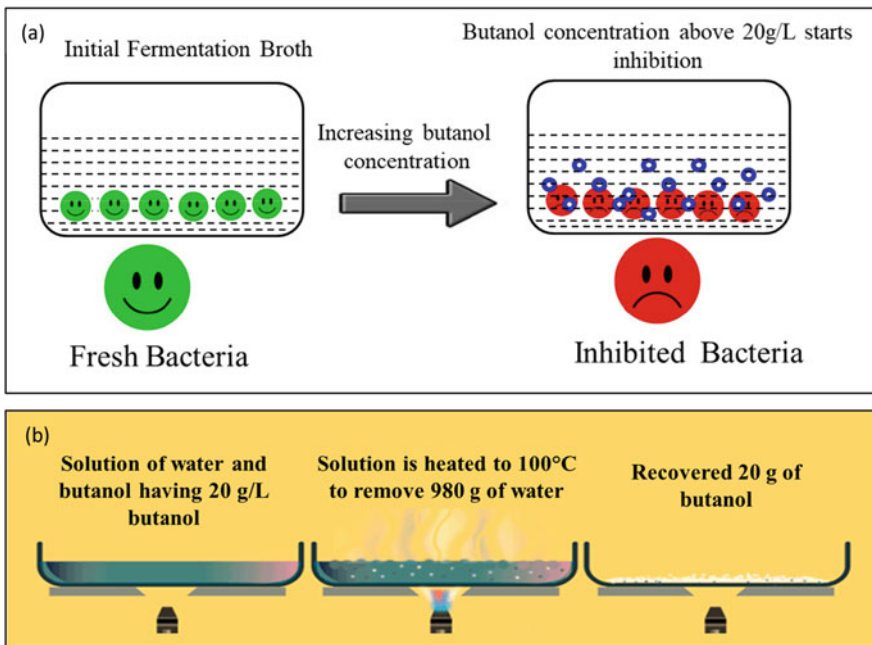 (a)
Initial Fermentation Broth
Butanol concentration above 20g/L starts
inhibition
Increasing butanol
concentration
Fresh Bacteria
Inhibited Bacteria
(b)
Solution of water and
butanol having 20 g/L
butanol
Solution is heated to 100°C
to remove 980 g of water
Recovered 20 g of
butanol